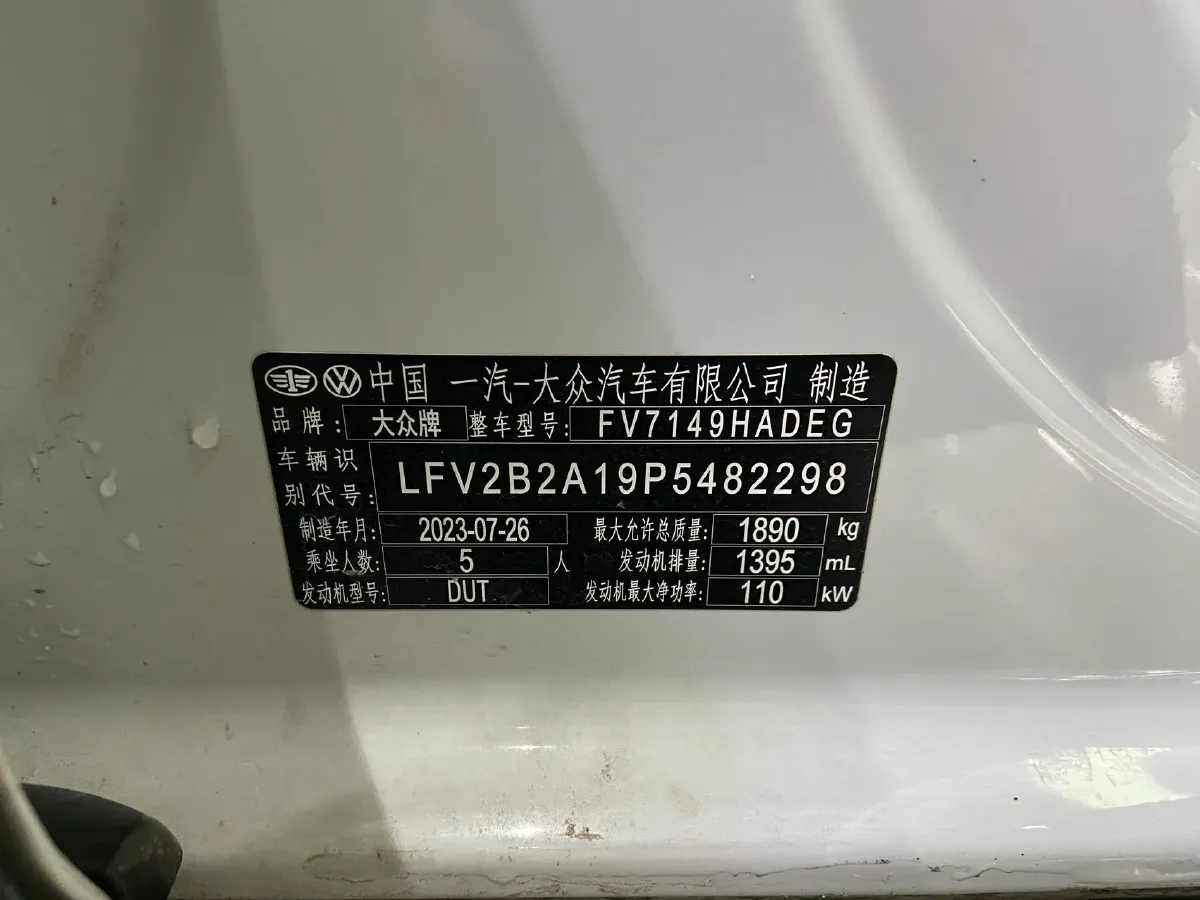 中国 一汽-大众汽车有限公司 制造
品牌: 大众牌 整车型号: FV7149HADEG
车辆识别代号: LFV2B2A19P5482298
制造年月: 2023-07-26 最大允许总质量: 1890 kg
乘坐人数: 5 人 发动机排量: 1395 mL
发动机型号: DUT 发动机最大净功率: 110 kW